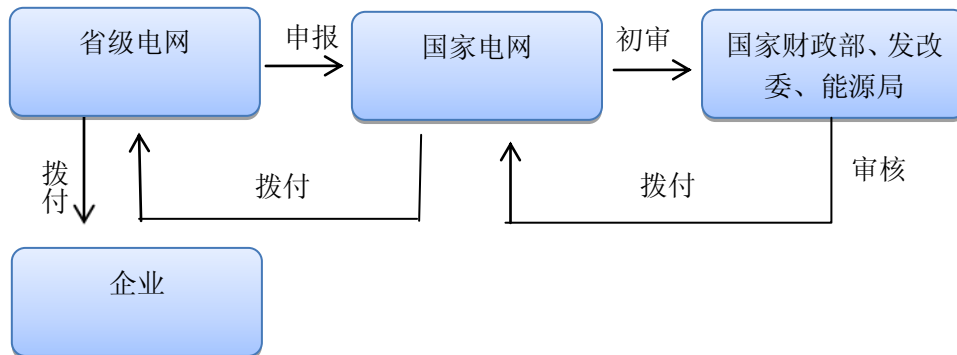 省级电网
申报
国家电网
初审
国家财政部、发改
委、能源局
拨
付
拨付
拨付
审核
企业